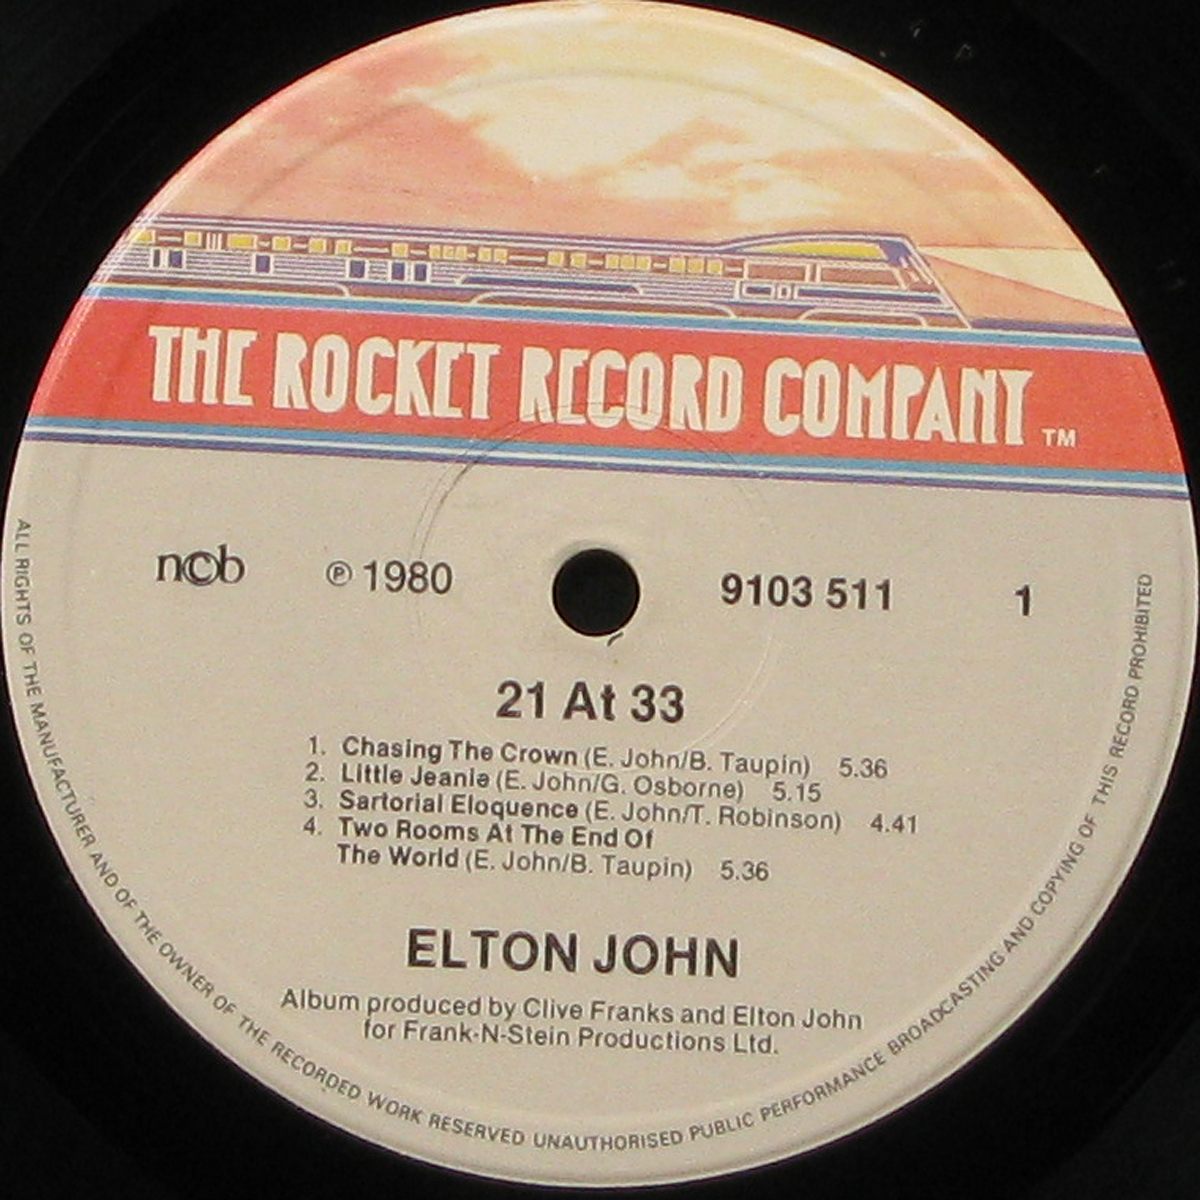 THE ROCKET RECORD COMPANY TM
ncb ℗ 1980 9103 511 1
21 At 33
1. Chasing The Crown (E. John/B. Taupin) 5.36
2. Little Jeanie (E. John/G. Osborne) 5.15
3. Sartorial Eloquence (E. John/T. Robinson) 4.41
4. Two Rooms At The End Of
The World (E. John/B. Taupin) 5.36
ELTON JOHN
Album produced by Clive Franks and Elton John
for Frank-N-Stein Productions Ltd.
ALL RIGHTS OF THE MANUFACTURER AND OF THE OWNER OF THE RECORDED WORK RESERVED UNAUTHORISED PUBLIC PERFORMANCE BROADCASTING AND COPYING OF THIS RECORD PROHIBITED